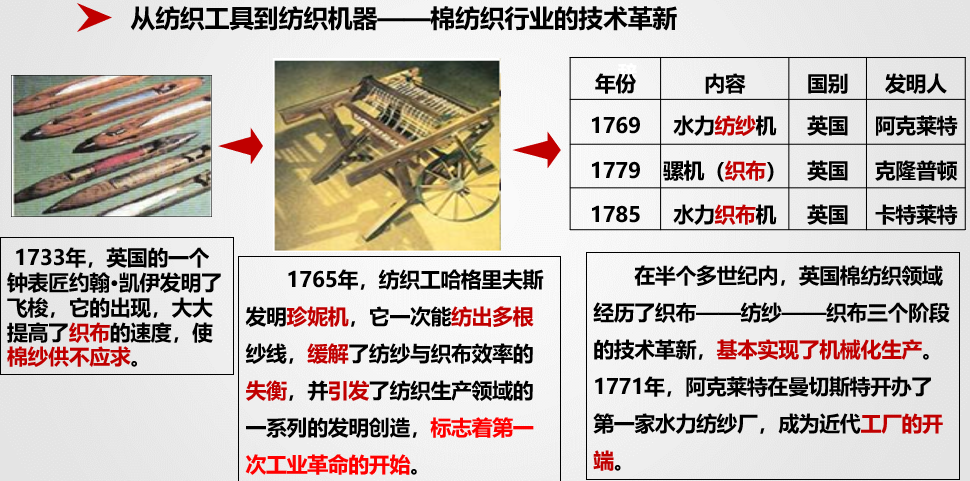 从纺织工具到纺织机器——棉纺织行业的技术革新
年份 内容 国别 发明人
1769 水力纺纱机 英国 阿克莱特
1779 骡机（织布） 英国 克隆普顿
1785 水力织布机 英国 卡特莱特
1733年，英国的一个
钟表匠约翰·凯伊发明了
飞梭，它的出现，大大
提高了织布的速度，使
棉纱供不应求。
1765年，纺织工哈格里夫斯
发明珍妮机，它一次能纺出多根
纱线，缓解了纺纱与织布效率的
失衡，并引发了纺织生产领域的
一系列的发明创造，标志着第一
次工业革命的开始。
在半个多世纪内，英国棉纺织领域
经历了织布——纺纱——织布三个阶段
的技术革新，基本实现了机械化生产。
1771年，阿克莱特在曼切斯特开办了
第一家水力纺纱厂，成为近代工厂的开
端。